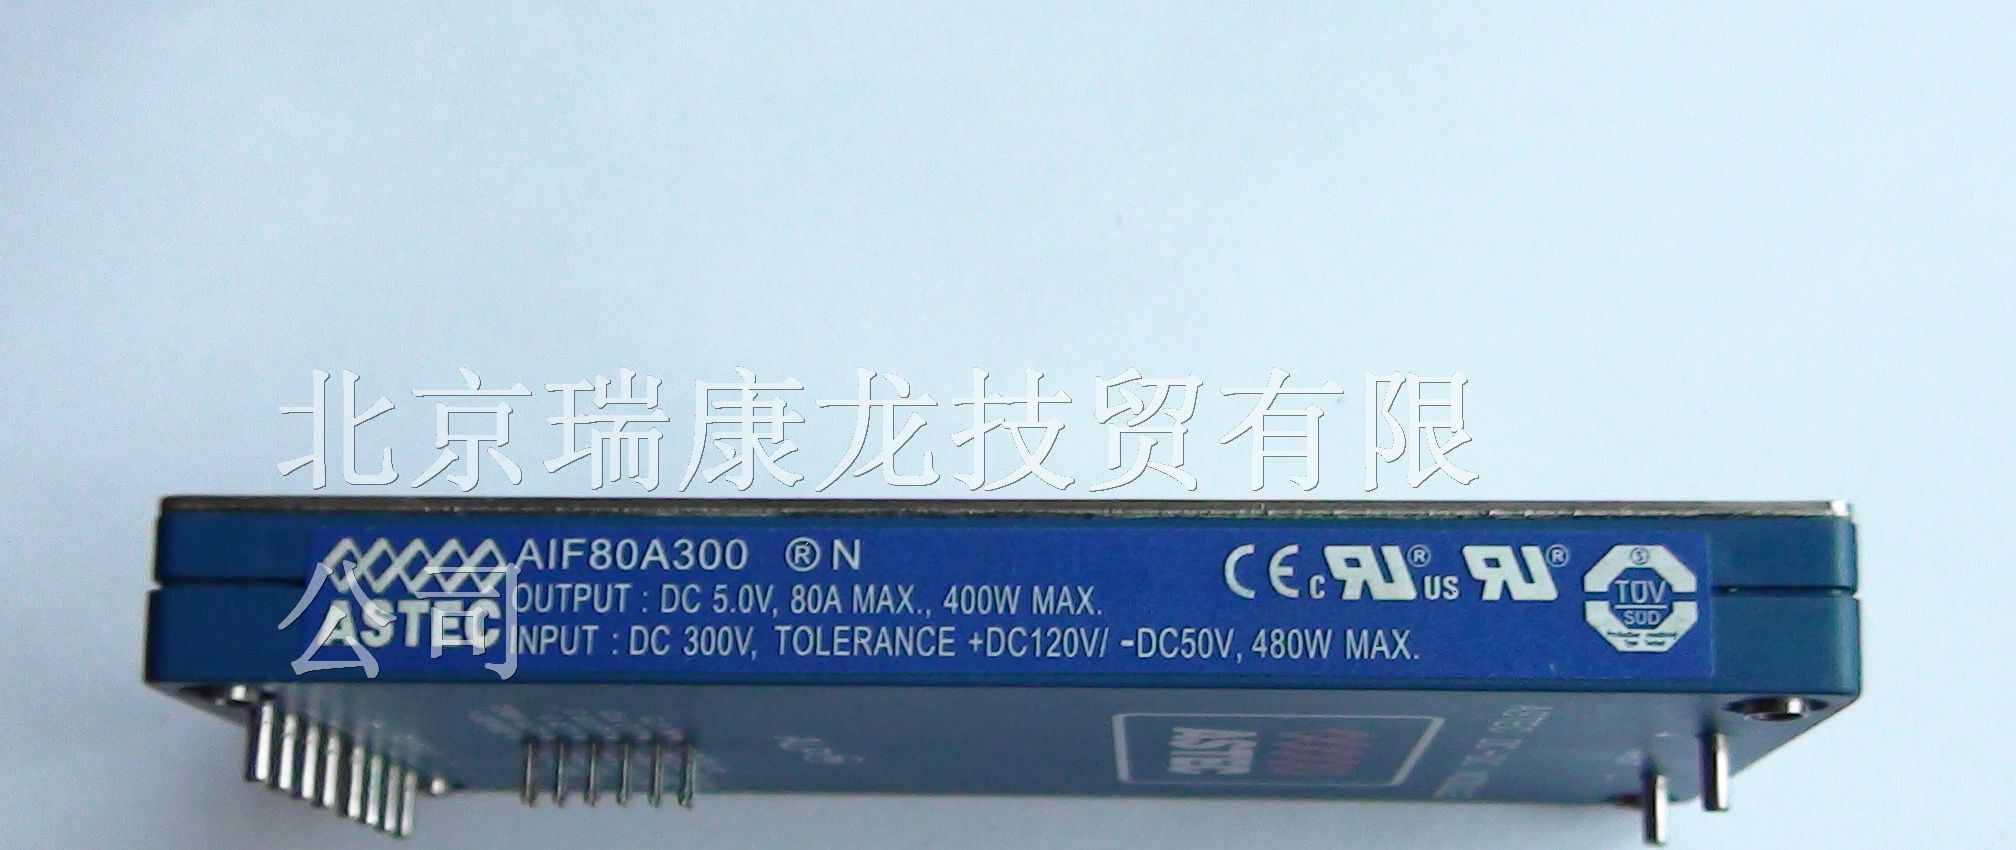 北京瑞康龙技贸有限
公司
AIF80A300 ® N
ASTEC
OUTPUT : DC 5.0V, 80A MAX., 400W MAX.
INPUT : DC 300V, TOLERANCE +DC120V/ -DC50V, 480W MAX.
CE c ® US ®
TÜV
SÜD
ASTEC